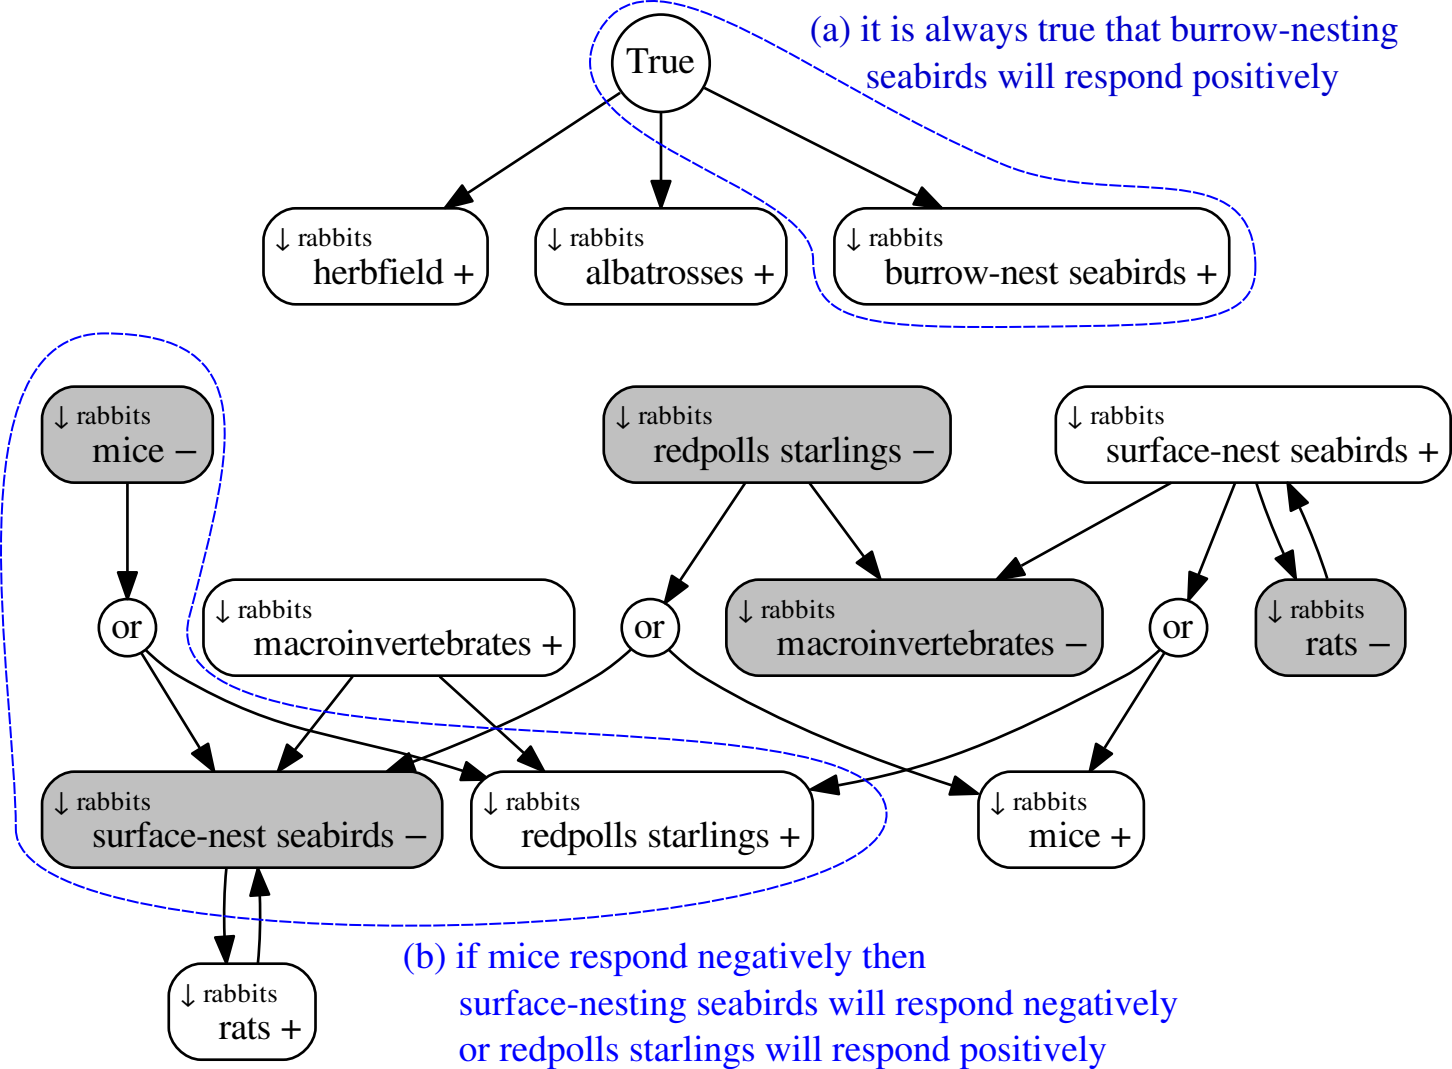 True
(a) it is always true that burrow-nesting
seabirds will respond positively
↓ rabbits
herbfield +
↓ rabbits
albatrosses +
↓ rabbits
burrow-nest seabirds +
↓ rabbits
mice −
↓ rabbits
redpolls starlings −
↓ rabbits
surface-nest seabirds +
or
↓ rabbits
macroinvertebrates +
or
↓ rabbits
macroinvertebrates −
or
↓ rabbits
rats −
↓ rabbits
surface-nest seabirds −
↓ rabbits
redpolls starlings +
↓ rabbits
mice +
↓ rabbits
rats +
(b) if mice respond negatively then
surface-nesting seabirds will respond negatively
or redpolls starlings will respond positively